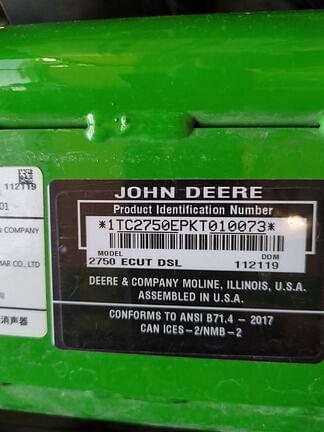 112119
01
COMPANY
MAR CO., LTD
消声器
JOHN DEERE
Product Identification Number
*1TC2750EPKT010073*
MODEL DOM
2750 ECUT DSL 112119
DEERE & COMPANY MOLINE, ILLINOIS, U.S.A.
ASSEMBLED IN U.S.A.
CONFORMS TO ANSI B71.4 - 2017
CAN ICES-2/NMB-2